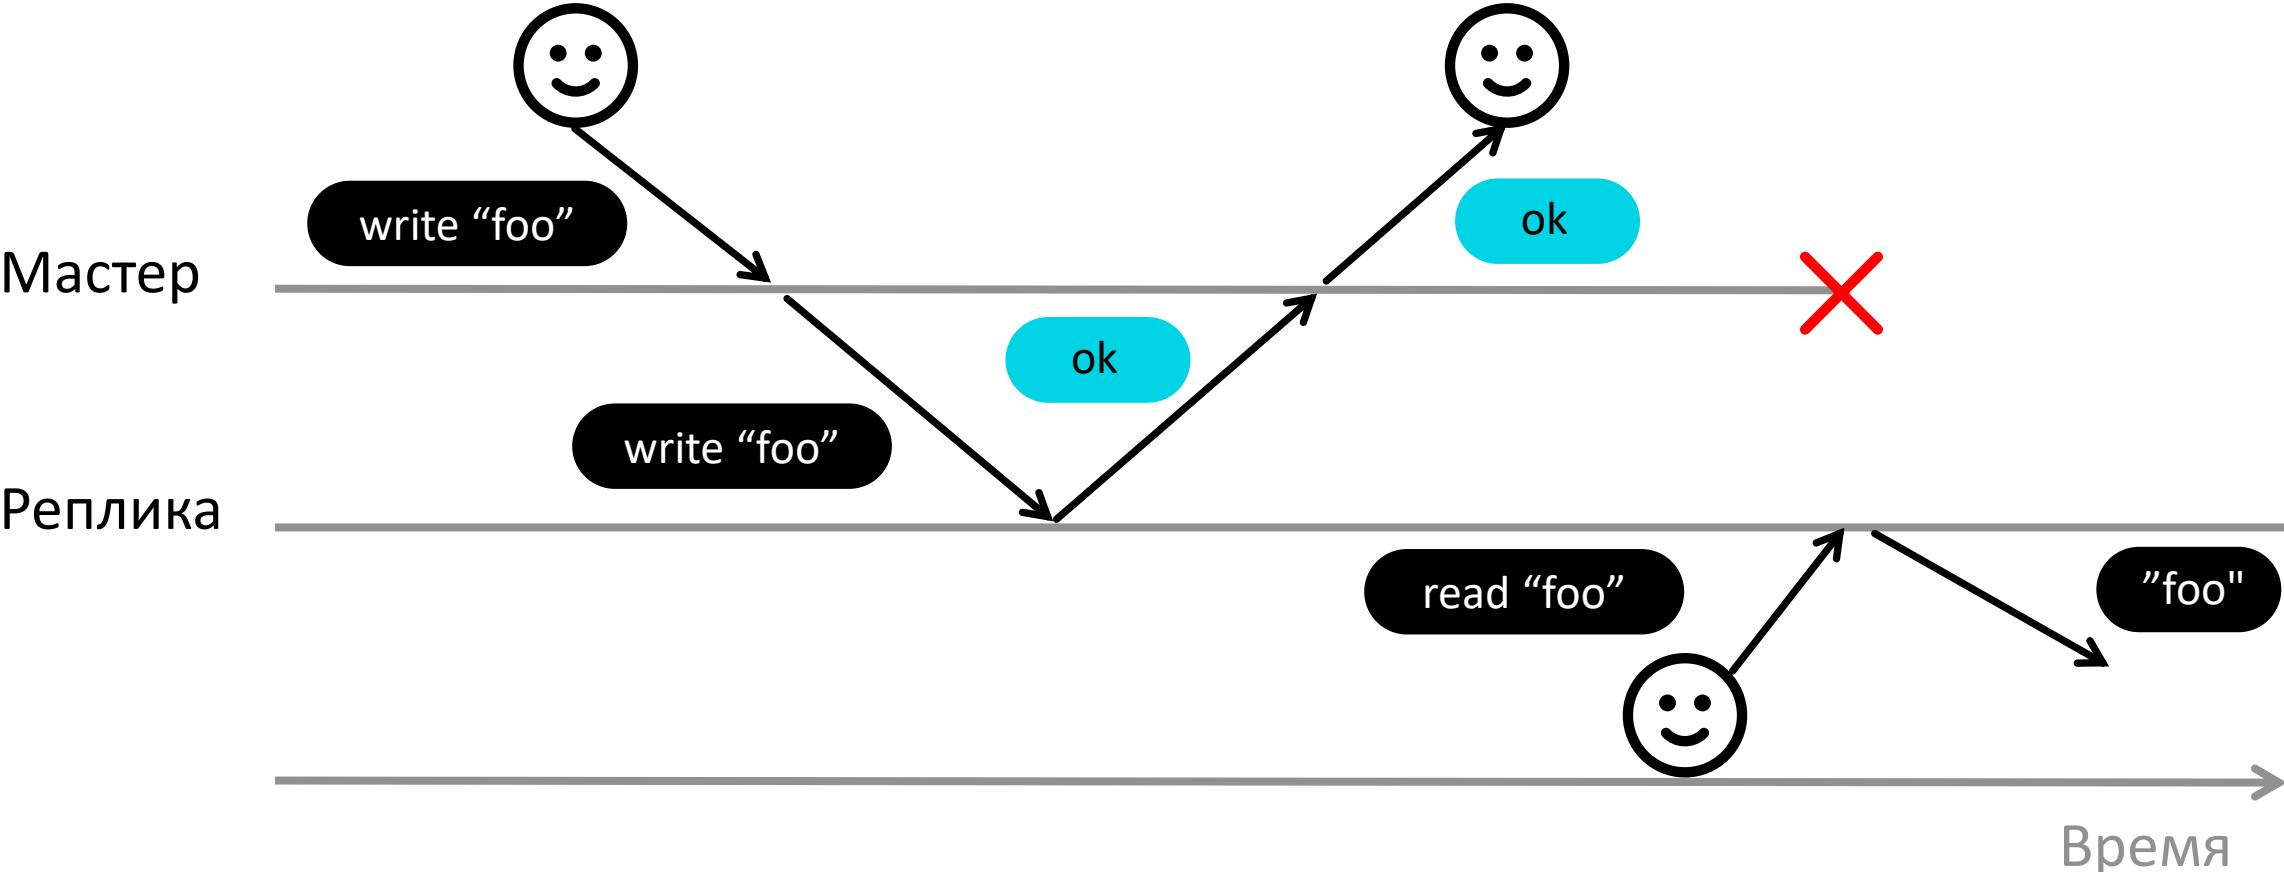 write “foo”
ok
Мастер
ok
write “foo”
Реплика
read “foo”
”foo"
Время